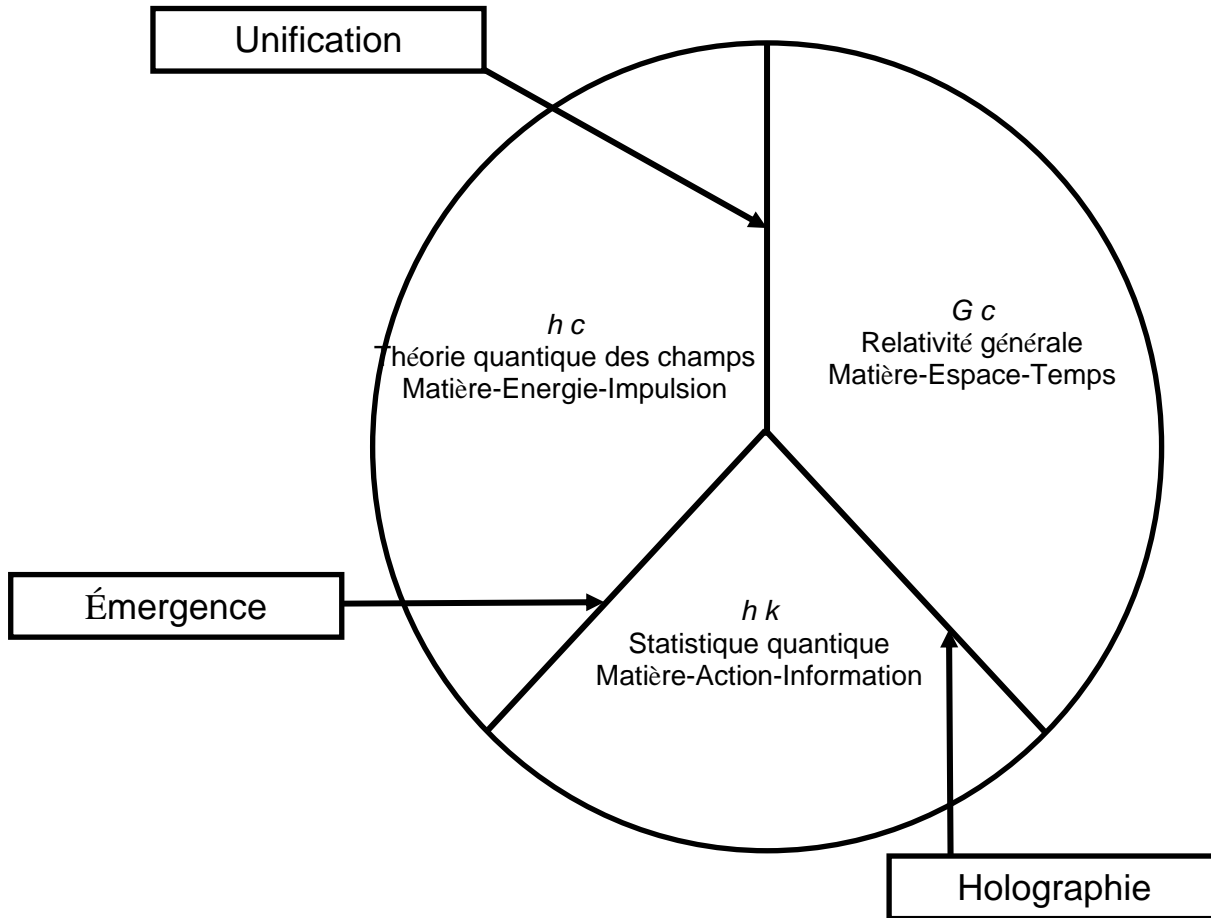 Unification
h c
Théorie quantique des champs
Matière-Energie-Impulsion
G c
Relativité générale
Matière-Espace-Temps
Émergence
h k
Statistique quantique
Matière-Action-Information
Holographie